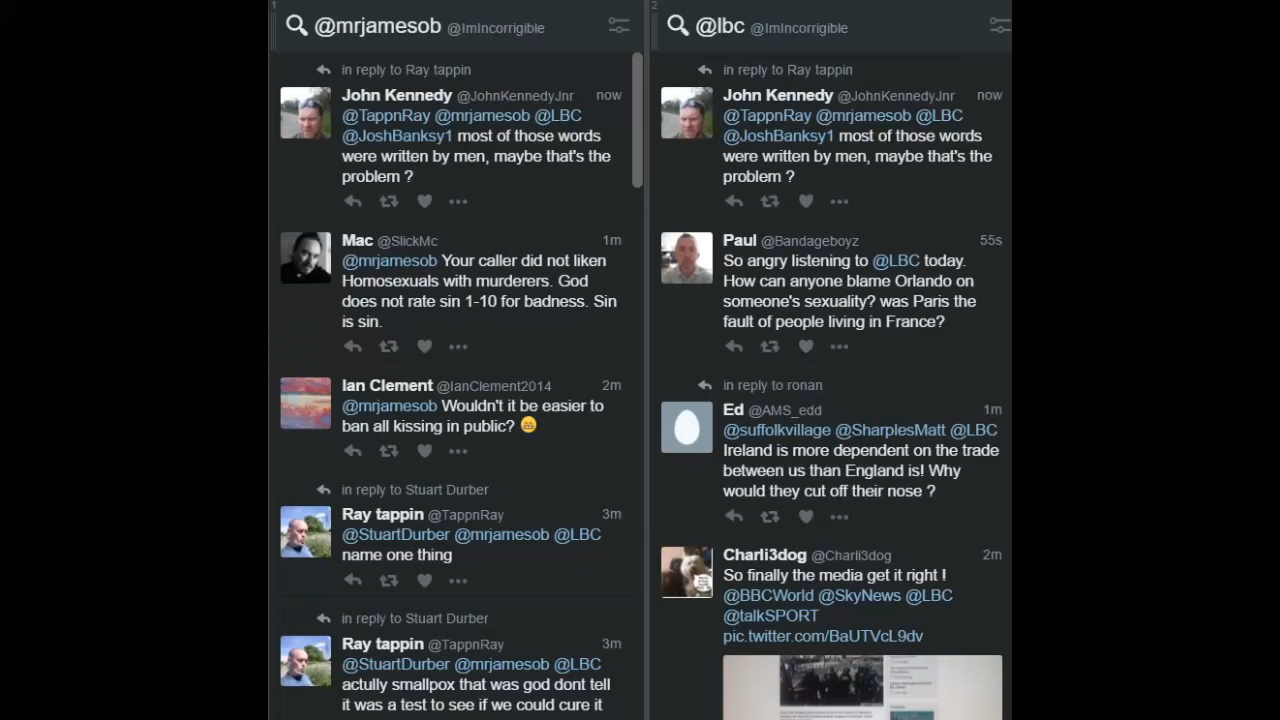 1
@mrjamesob @ImIncorrigible
in reply to Ray tappin
John Kennedy @JohnKennedyJnr now
@TappnRay @mrjamesob @LBC
@JoshBanksy1 most of those words
were written by men, maybe that's the
problem ?
Mac @SlickMc 1m
@mrjamesob Your caller did not liken
Homosexuals with murderers. God
does not rate sin 1-10 for badness. Sin
is sin.
Ian Clement @IanClement2014 2m
@mrjamesob Wouldn't it be easier to
ban all kissing in public? 😁
in reply to Stuart Durber
Ray tappin @TappnRay 3m
@StuartDurber @mrjamesob @LBC
name one thing
in reply to Stuart Durber
Ray tappin @TappnRay 3m
@StuartDurber @mrjamesob @LBC
actully smallpox that was god dont tell
it was a test to see if we could cure it
2
@lbc @ImIncorrigible
in reply to Ray tappin
John Kennedy @JohnKennedyJnr now
@TappnRay @mrjamesob @LBC
@JoshBanksy1 most of those words
were written by men, maybe that's the
problem ?
Paul @Bandageboyz 55s
So angry listening to @LBC today.
How can anyone blame Orlando on
someone's sexuality? was Paris the
fault of people living in France?
in reply to ronan
Ed @AMS_edd 1m
@suffolkvillage @SharplesMatt @LBC
Ireland is more dependent on the trade
between us than England is! Why
would they cut off their nose ?
Charli3dog @Charli3dog 2m
So finally the media get it right !
@BBCWorld @SkyNews @LBC
@talkSPORT
pic.twitter.com/BaUTVcL9dv